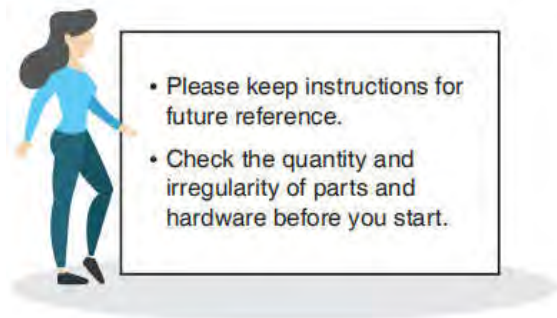 • Please keep instructions for
future reference.
• Check the quantity and
irregularity of parts and
hardware before you start.